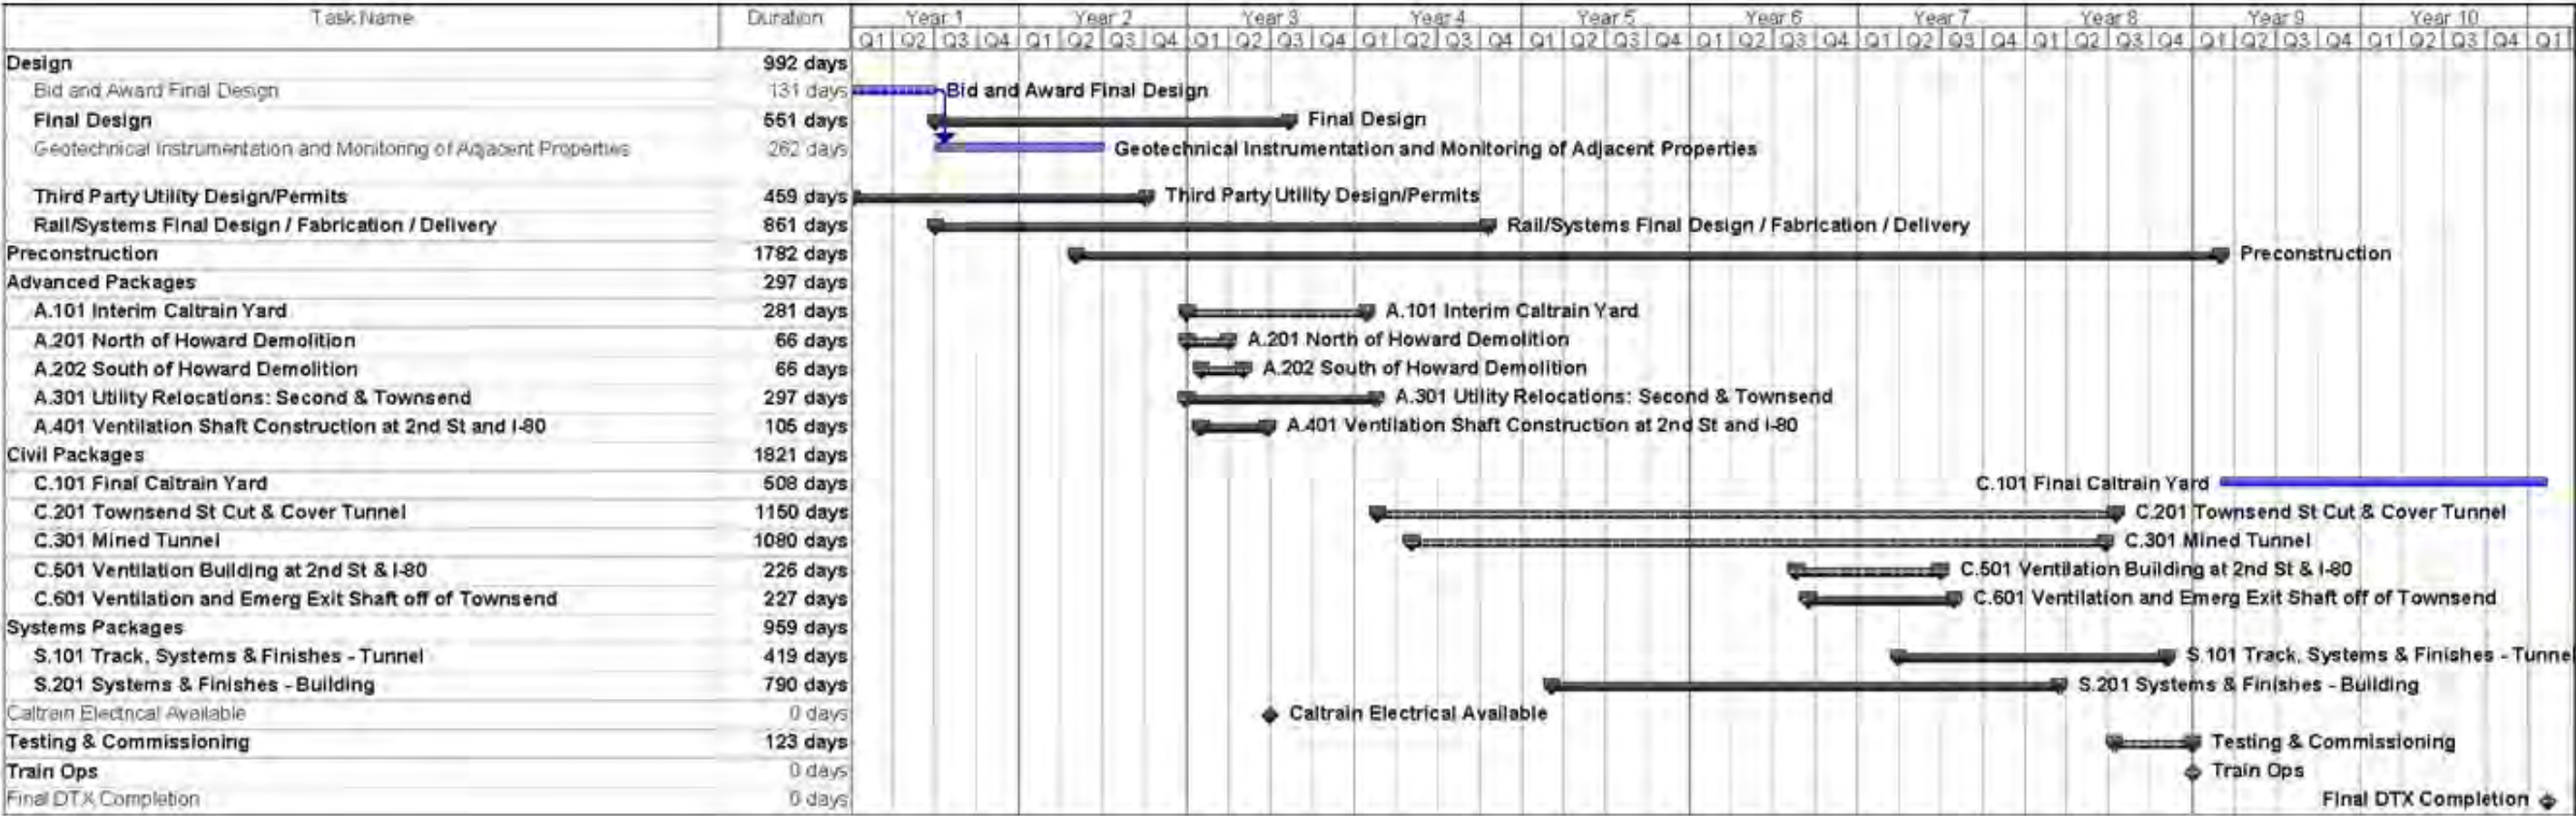 Task Name Duration Year 1 Year 2 Year 3 Year 4 Year 5 Year 6 Year 7 Year 8 Year 9 Year 10
Q1 Q2 Q3 Q4 Q1 Q2 Q3 Q4 Q1 Q2 Q3 Q4 Q1 Q2 Q3 Q4 Q1 Q2 Q3 Q4 Q1 Q2 Q3 Q4 Q1 Q2 Q3 Q4 Q1 Q2 Q3 Q4 Q1 Q2 Q3 Q4 Q1 Q2 Q3 Q4 Q1
Design 992 days
Bid and Award Final Design 131 days Bid and Award Final Design
Final Design 551 days Final Design
Geotechnical Instrumentation and Monitoring of Adjacent Properties 262 days Geotechnical Instrumentation and Monitoring of Adjacent Properties
Third Party Utility Design/Permits 459 days Third Party Utility Design/Permits
Rail/Systems Final Design / Fabrication / Delivery 861 days Rail/Systems Final Design / Fabrication / Delivery
Preconstruction 1782 days Preconstruction
Advanced Packages 297 days
A.101 Interim Caltrain Yard 281 days A.101 Interim Caltrain Yard
A.201 North of Howard Demolition 66 days A.201 North of Howard Demolition
A.202 South of Howard Demolition 66 days A.202 South of Howard Demolition
A.301 Utility Relocations: Second & Townsend 297 days A.301 Utility Relocations: Second & Townsend
A.401 Ventilation Shaft Construction at 2nd St and I-80 105 days A.401 Ventilation Shaft Construction at 2nd St and I-80
Civil Packages 1821 days
C.101 Final Caltrain Yard 508 days C.101 Final Caltrain Yard
C.201 Townsend St Cut & Cover Tunnel 1150 days C.201 Townsend St Cut & Cover Tunnel
C.301 Mined Tunnel 1080 days C.301 Mined Tunnel
C.501 Ventilation Building at 2nd St & I-80 226 days C.501 Ventilation Building at 2nd St & I-80
C.601 Ventilation and Emerg Exit Shaft off of Townsend 227 days C.601 Ventilation and Emerg Exit Shaft off of Townsend
Systems Packages 959 days
S.101 Track, Systems & Finishes - Tunnel 419 days S.101 Track, Systems & Finishes - Tunnel
S.201 Systems & Finishes - Building 790 days S.201 Systems & Finishes - Building
Caltrain Electrical Available 0 days Caltrain Electrical Available
Testing & Commissioning 123 days Testing & Commissioning
Train Ops 0 days Train Ops
Final DTX Completion 0 days Final DTX Completion